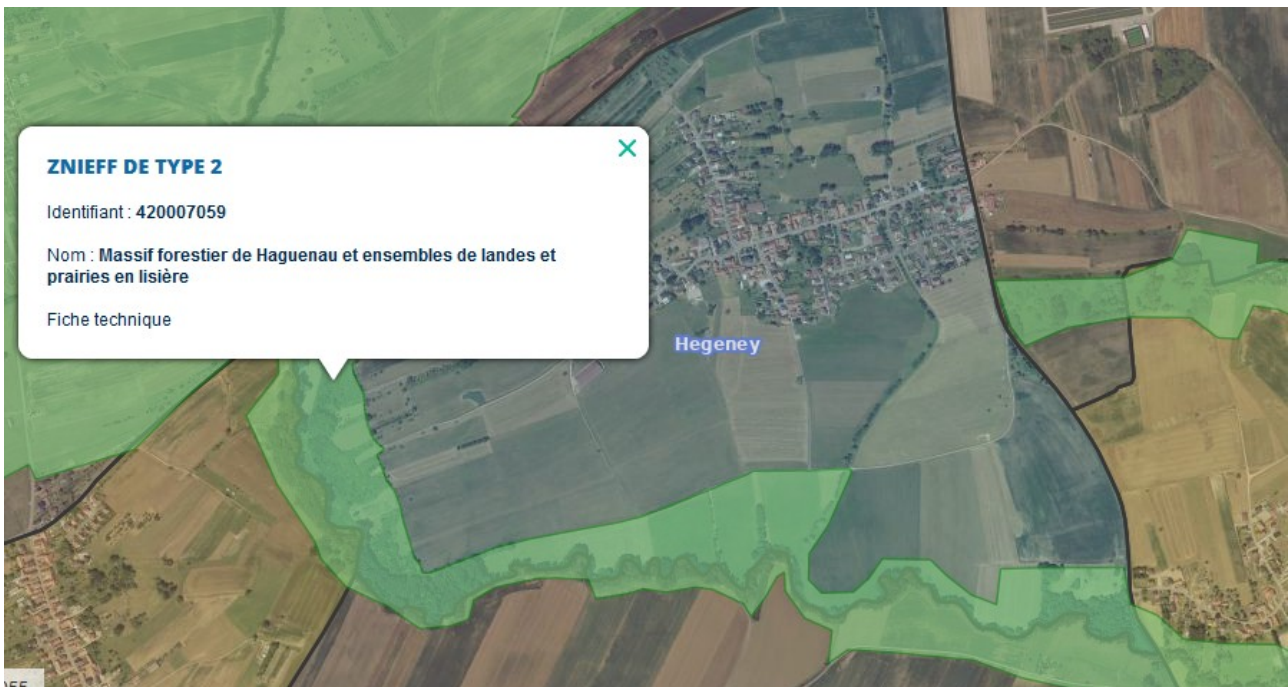 ZNIEFF DE TYPE 2
Identifiant : 420007059
Nom : Massif forestier de Haguenau et ensembles de landes et
prairies en lisière
Fiche technique
Hegeney